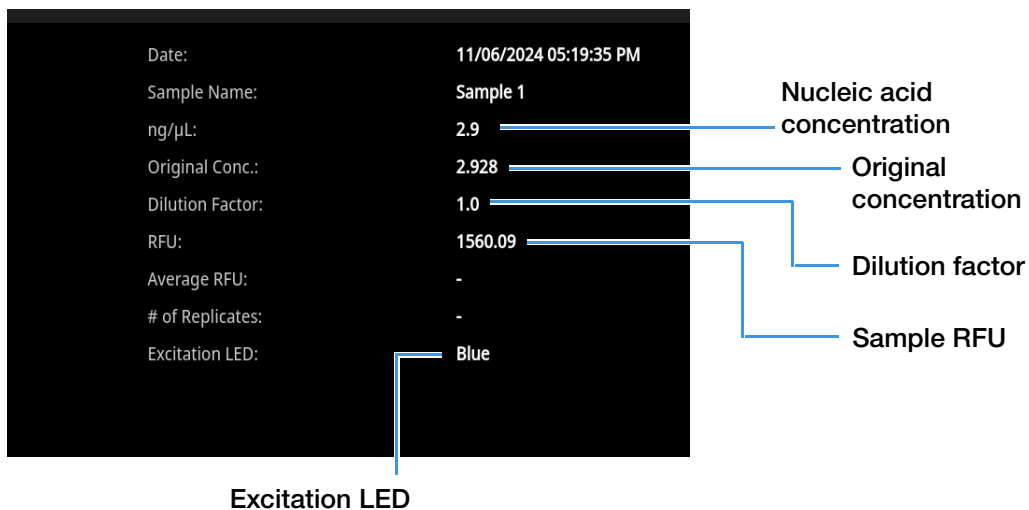 Date: 11/06/2024 05:19:35 PM
Sample Name: Sample 1
ng/µL: 2.9
Original Conc.: 2.928
Dilution Factor: 1.0
RFU: 1560.09
Average RFU: -
# of Replicates: -
Excitation LED: Blue
Nucleic acid
concentration
Original
concentration
Dilution factor
Sample RFU
Excitation LED